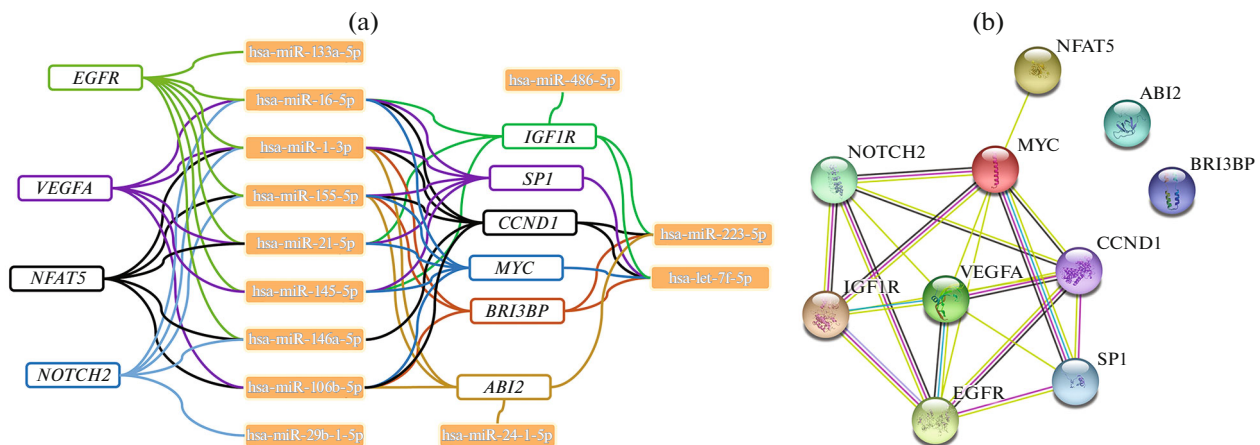 (a)
EGFR
VEGFA
NFAT5
NOTCH2
hsa-miR-133a-5p
hsa-miR-16-5p
hsa-miR-1-3p
hsa-miR-155-5p
hsa-miR-21-5p
hsa-miR-145-5p
hsa-miR-146a-5p
hsa-miR-106b-5p
hsa-miR-29b-1-5p
hsa-miR-486-5p
IGF1R
SP1
CCND1
MYC
BRI3BP
ABI2
hsa-miR-24-1-5p
hsa-miR-223-5p
hsa-let-7f-5p
(b)
NFAT5
ABI2
MYC
NOTCH2
BRI3BP
CCND1
VEGFA
IGF1R
SP1
EGFR